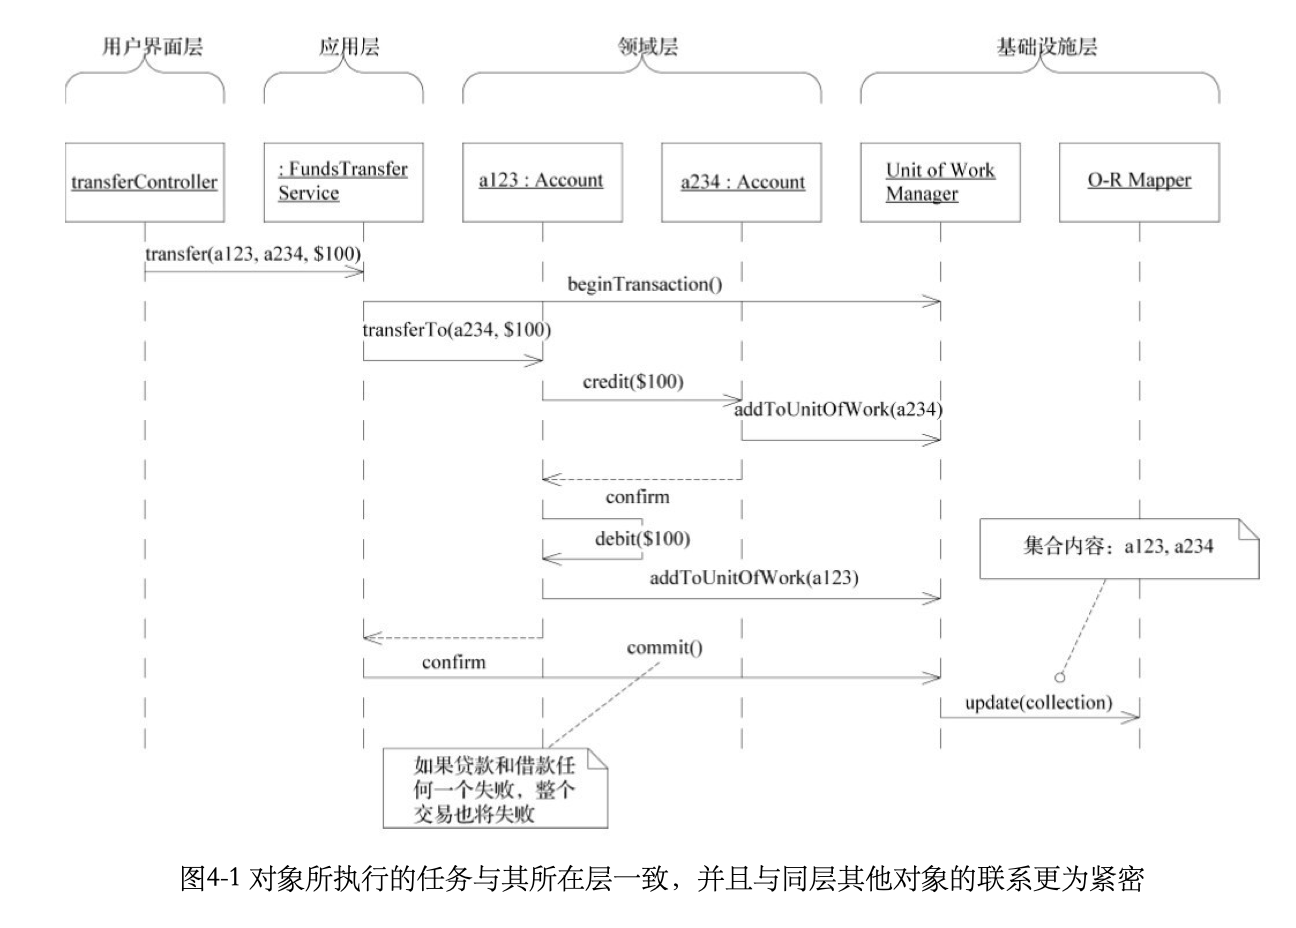 用户界面层
应用层
领域层
基础设施层
transferController
: FundsTransfer
Service
a123 : Account
a234 : Account
Unit of Work
Manager
O-R Mapper
transfer(a123, a234, $100)
beginTransaction()
transferTo(a234, $100)
credit($100)
addToUnitOfWork(a234)
confirm
debit($100)
集合内容：a123, a234
addToUnitOfWork(a123)
commit()
confirm
update(collection)
如果贷款和借款任
何一个失败，整个
交易也将失败
图4-1 对象所执行的任务与其所在层一致，并且与同层其他对象的联系更为紧密